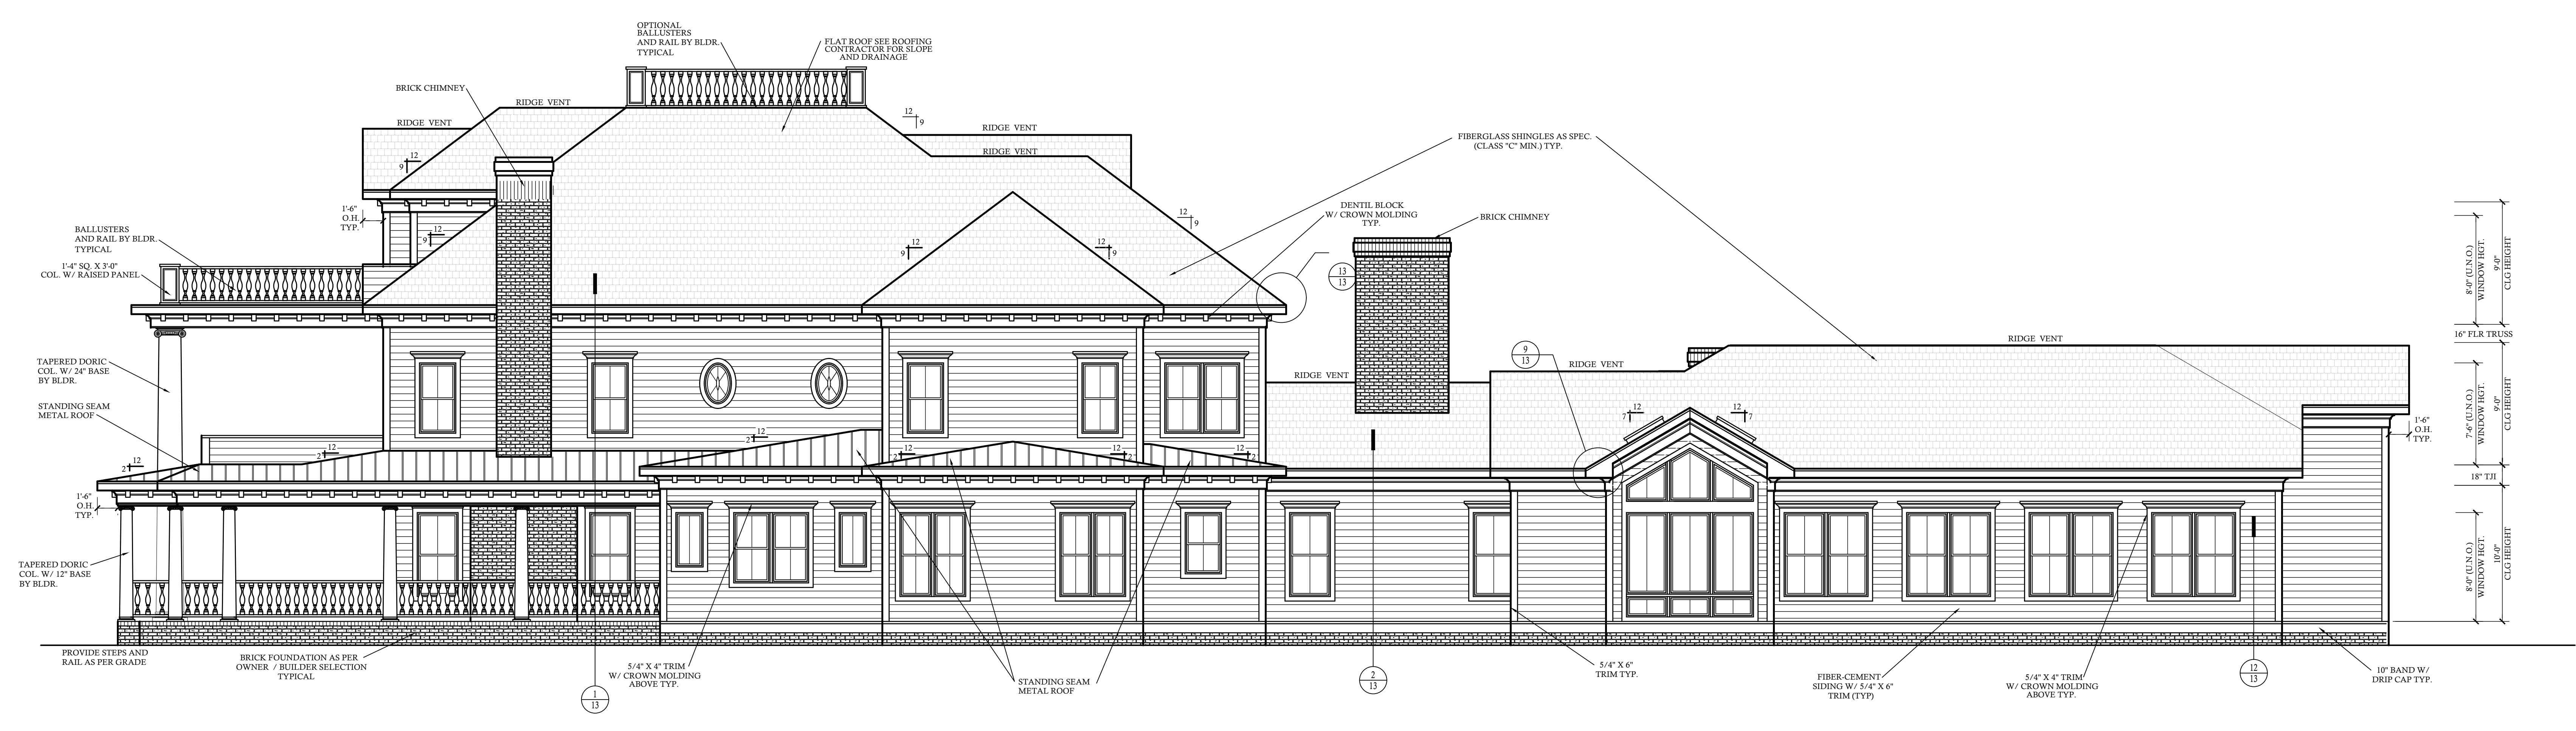 OPTIONAL
BALLUSTERS
AND RAIL BY BLDR.
TYPICAL
FLAT ROOF SEE ROOFING
CONTRACTOR FOR SLOPE
AND DRAINAGE
BRICK CHIMNEY
RIDGE VENT
RIDGE VENT
12
9
RIDGE VENT
RIDGE VENT
FIBERGLASS SHINGLES AS SPEC.
(CLASS "C" MIN.) TYP.
12
9
1'-6"
O.H.
TYP.
12
9
BALLUSTERS
AND RAIL BY BLDR.
TYPICAL
1'-4" SQ. X 3'-0"
COL. W/ RAISED PANEL
12
9
12
9
12
9
DENTIL BLOCK
W/ CROWN MOLDING
TYP.
BRICK CHIMNEY
13
13
8'-0" (U.N.O.)
WINDOW HGT.
9'-0"
CLG HEIGHT
16" FLR TRUSS
TAPERED DORIC
COL. W/ 24" BASE
BY BLDR.
STANDING SEAM
METAL ROOF
9
13
RIDGE VENT
RIDGE VENT
RIDGE VENT
12
7
12
7
1'-6"
O.H.
TYP.
7'-6" (U.N.O.)
WINDOW HGT.
9'-0"
CLG HEIGHT
18" TJI
12
2
12
2
12
2
12
2
12
2
1'-6"
O.H.
TYP.
TAPERED DORIC
COL. W/ 12" BASE
BY BLDR.
8'-0" (U.N.O.)
WINDOW HGT.
10'-0"
CLG HEIGHT
PROVIDE STEPS AND
RAIL AS PER GRADE
BRICK FOUNDATION AS PER
OWNER / BUILDER SELECTION
TYPICAL
1
13
5/4" X 4" TRIM
W/ CROWN MOLDING
ABOVE TYP.
STANDING SEAM
METAL ROOF
2
13
5/4" X 6"
TRIM TYP.
FIBER-CEMENT
SIDING W/ 5/4" X 6"
TRIM (TYP)
5/4" X 4" TRIM
W/ CROWN MOLDING
ABOVE TYP.
12
13
10" BAND W/
DRIP CAP TYP.